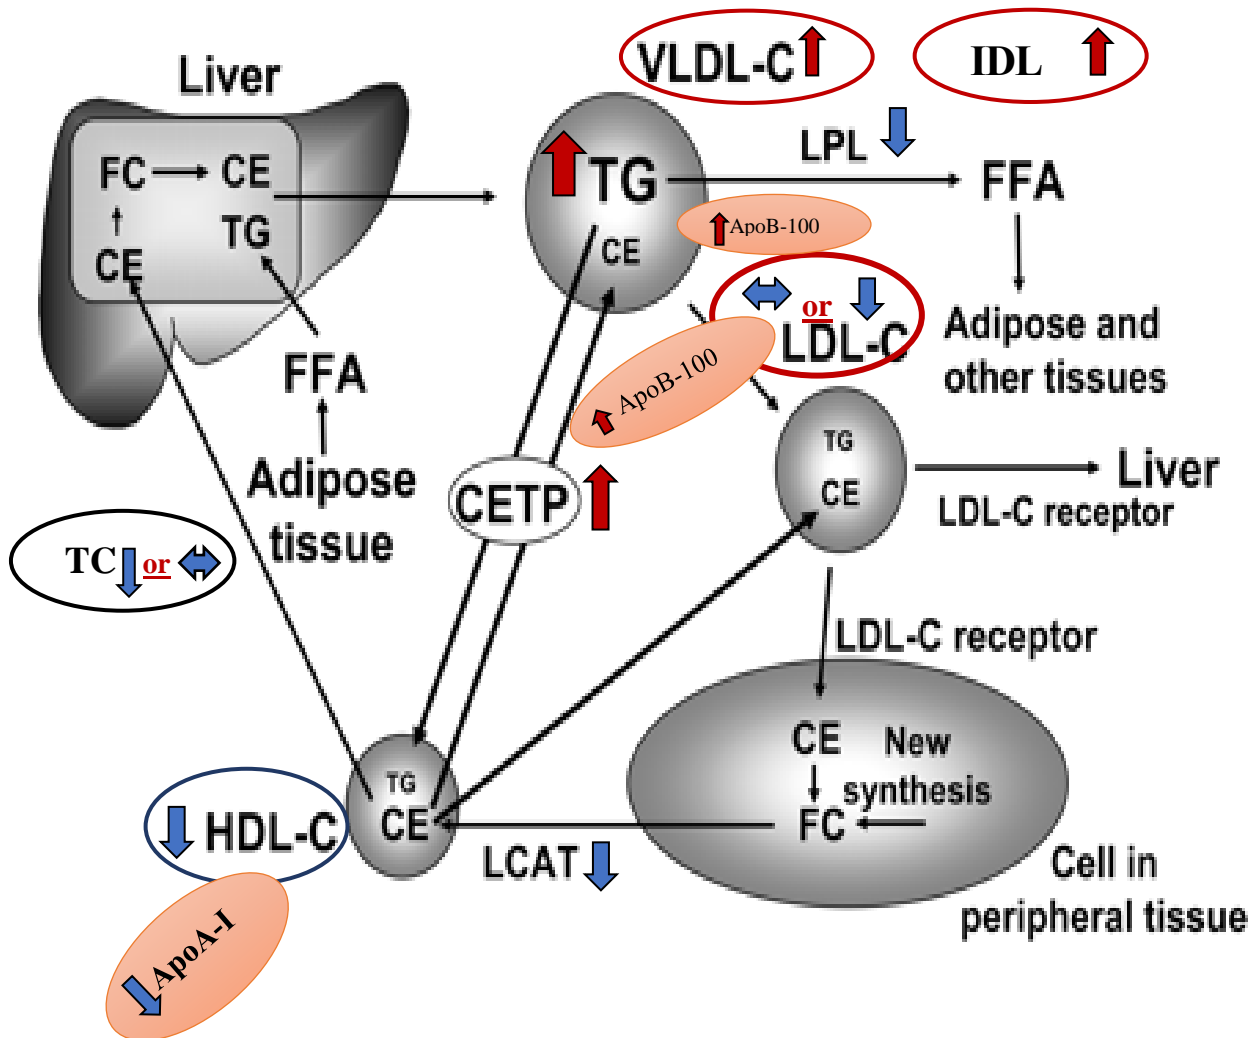 VLDL-C
IDL
Liver
LPL
FC
CE
TG
FFA
TG
ApoB-100
CE
CE
or
LDL-C
Adipose and
other tissues
ApoB-100
FFA
TG
CE
Liver
LDL-C receptor
Adipose
tissue
CETP
TC or
LDL-C receptor
CE
New
synthesis
FC
TG
CE
HDL-C
LCAT
Cell in
peripheral tissue
ApoA-I